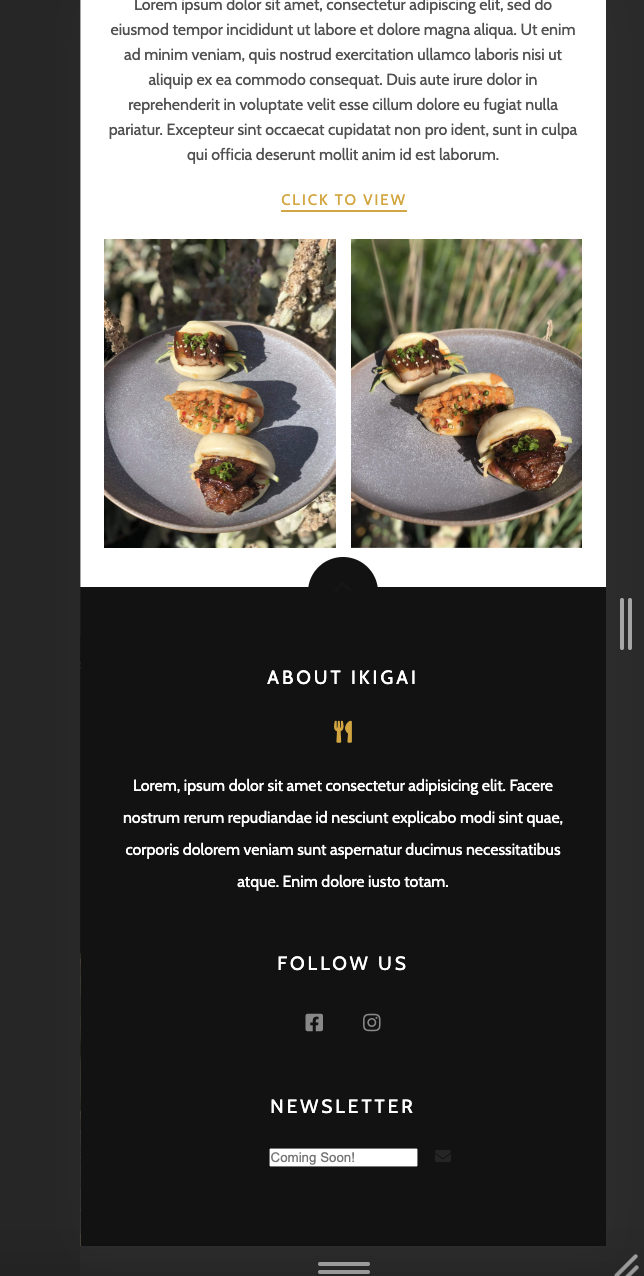 Lorem ipsum dolor sit amet, consectetur adipiscing elit, sed do
eiusmod tempor incididunt ut labore et dolore magna aliqua. Ut enim
ad minim veniam, quis nostrud exercitation ullamco laboris nisi ut
aliquip ex ea commodo consequat. Duis aute irure dolor in
reprehenderit in voluptate velit esse cillum dolore eu fugiat nulla
pariatur. Excepteur sint occaecat cupidatat non pro ident, sunt in culpa
qui officia deserunt mollit anim id est laborum.
CLICK TO VIEW
ABOUT IKIGAI
Lorem, ipsum dolor sit amet consectetur adipisicing elit. Facere
nostrum rerum repudiandae id nesciunt explicabo modi sint quae,
corporis dolorem veniam sunt aspernatur ducimus necessitatibus
atque. Enim dolore iusto totam.
FOLLOW US
NEWSLETTER
Coming Soon!